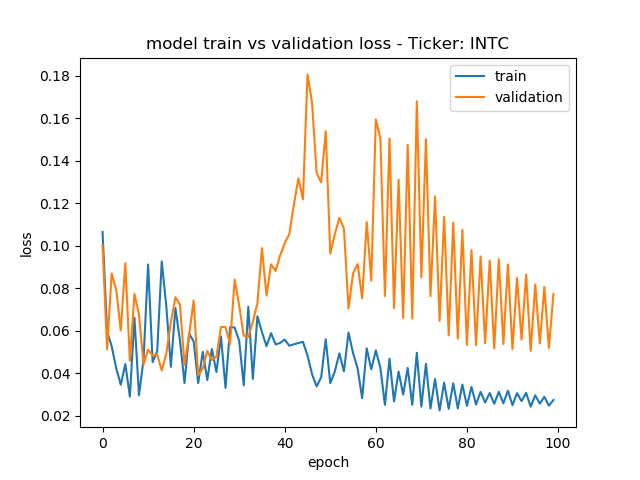 model train vs validation loss - Ticker: INTC
train
validation
0.18
0.16
0.14
0.12
0.10
0.08
0.06
0.04
0.02
loss
0 20 40 60 80 100
epoch